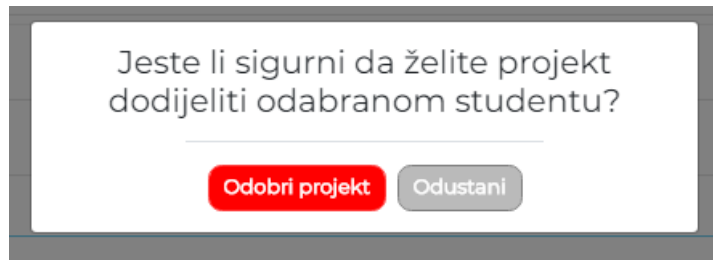 Jeste li sigurni da želite projekt
dodijeliti odabranom studentu?
Odobri projekt
Odustani